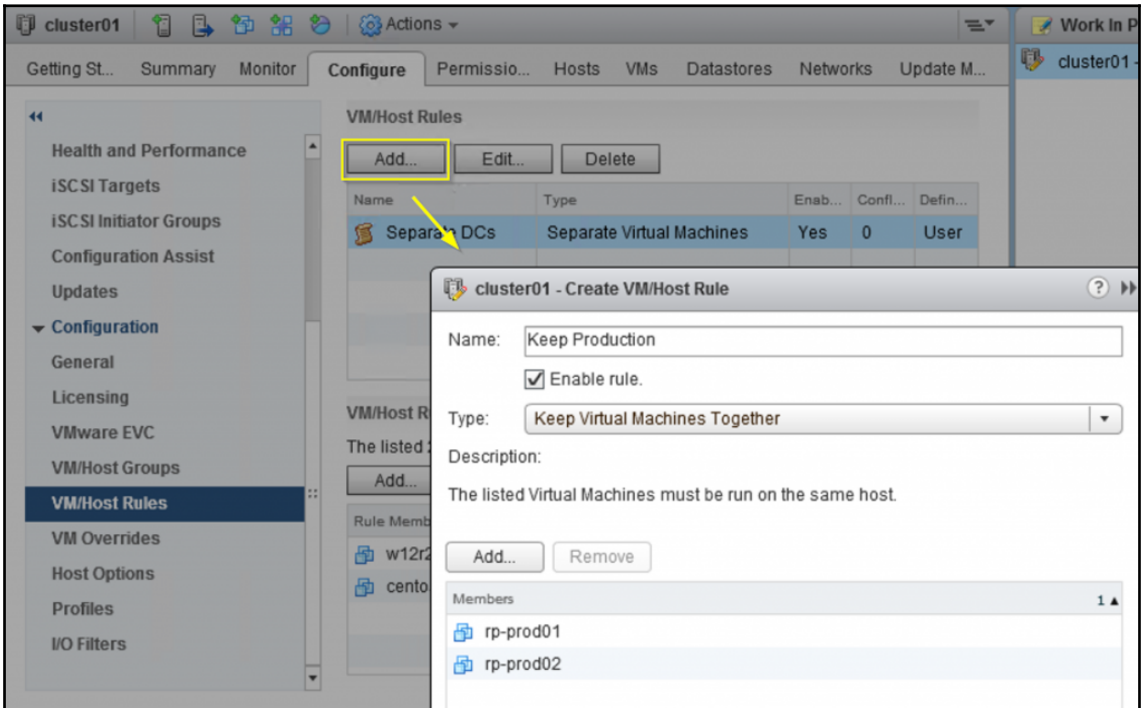 cluster01 Actions
Work In P
Getting St... Summary Monitor Configure Permissio... Hosts VMs Datastores Networks Update M...
cluster01 -
VM/Host Rules
Health and Performance
iSCSI Targets
iSCSI Initiator Groups
Configuration Assist
Updates
Configuration
General
Licensing
VMware EVC
VM/Host Groups
VM/Host Rules
VM Overrides
Host Options
Profiles
I/O Filters
Add... Edit... Delete
Name Type Enab... Confl... Defin...
Separate DCs Separate Virtual Machines Yes 0 User
VM/Host R
The listed
Add...
Rule Memb
w12r2
cento
cluster01 - Create VM/Host Rule
Name: Keep Production
Enable rule.
Type: Keep Virtual Machines Together
Description:
The listed Virtual Machines must be run on the same host.
Add... Remove
Members 1
rp-prod01
rp-prod02